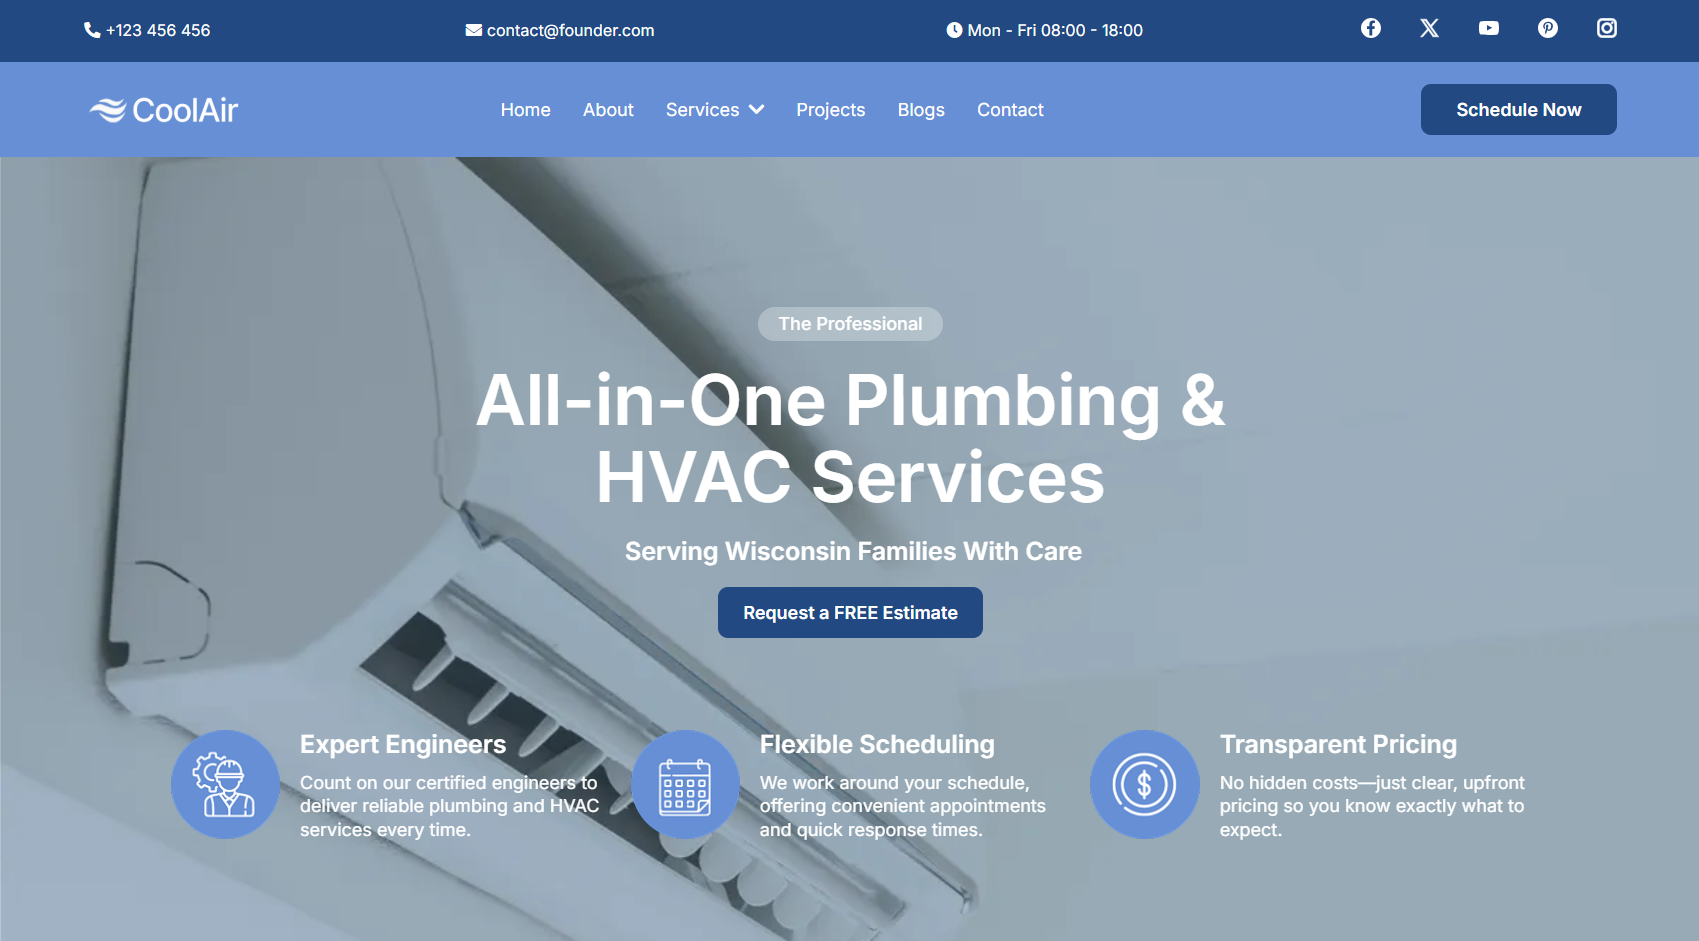 +123 456 456
contact@founder.com
Mon - Fri 08:00 - 18:00
CoolAir
Home
About
Services
Projects
Blogs
Contact
Schedule Now
The Professional
All-in-One Plumbing &
HVAC Services
Serving Wisconsin Families With Care
Request a FREE Estimate
Expert Engineers
Count on our certified engineers to
deliver reliable plumbing and HVAC
services every time.
Flexible Scheduling
We work around your schedule,
offering convenient appointments
and quick response times.
Transparent Pricing
No hidden costs—just clear, upfront
pricing so you know exactly what to
expect.